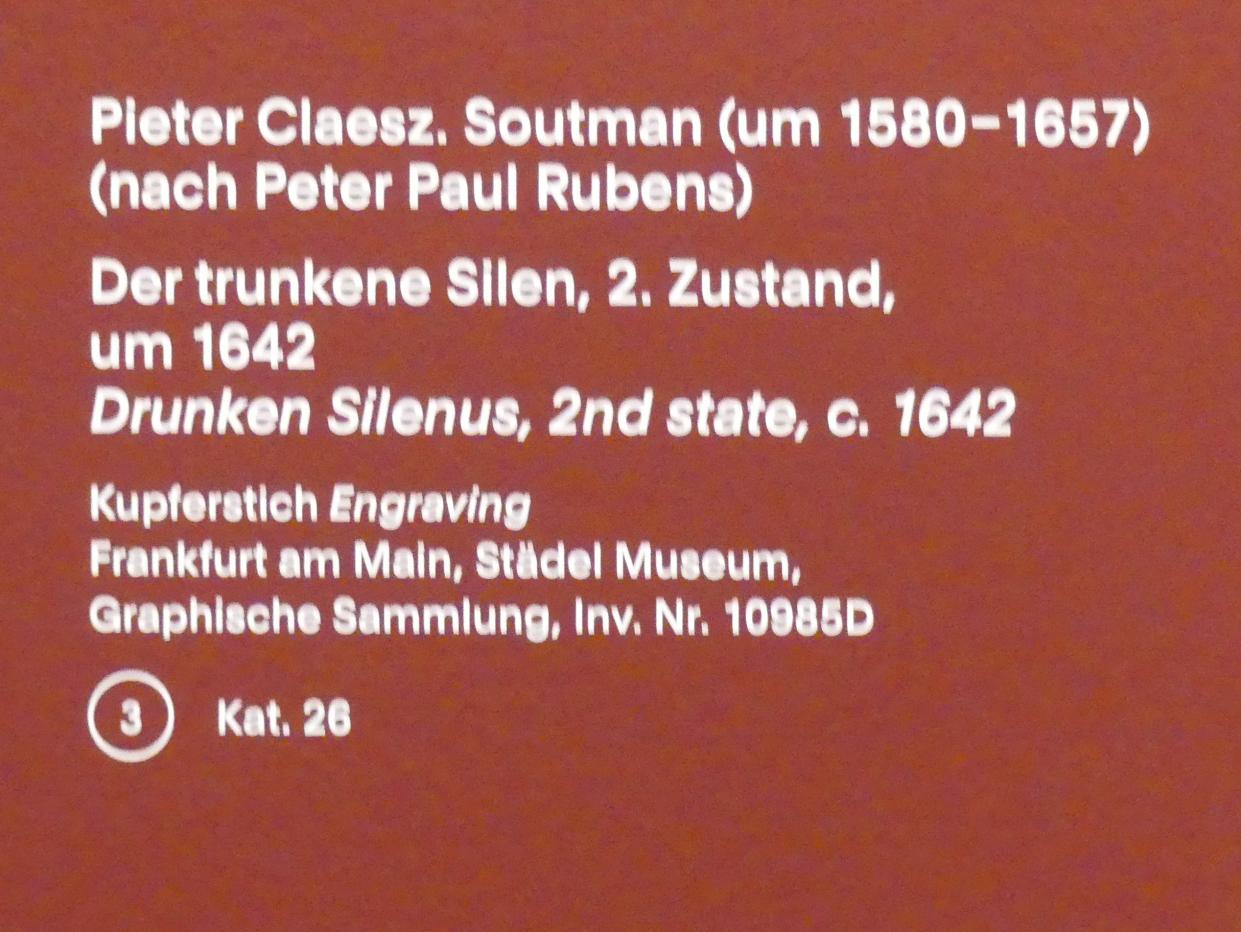 Pieter Claesz. Soutman (um 1580–1657)
(nach Peter Paul Rubens)
Der trunkene Silen, 2. Zustand,
um 1642
Drunken Silenus, 2nd state, c. 1642
Kupferstich Engraving
Frankfurt am Main, Städel Museum,
Graphische Sammlung, Inv. Nr. 10985D
3 Kat. 26